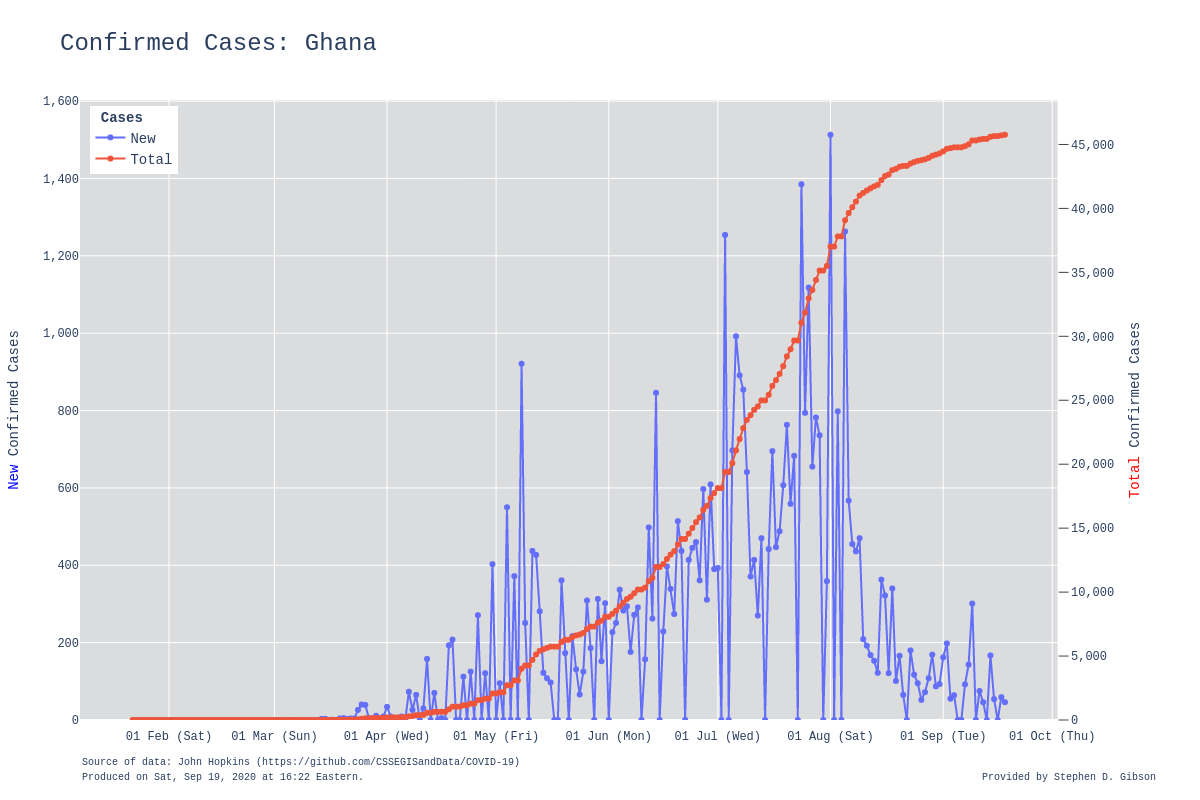 Confirmed Cases: Ghana
Cases
New
Total
1,600
1,400
1,200
1,000
800
600
400
200
0
New Confirmed Cases
45,000
40,000
35,000
30,000
25,000
20,000
15,000
10,000
5,000
0
Total Confirmed Cases
01 Feb (Sat) 01 Mar (Sun) 01 Apr (Wed) 01 May (Fri) 01 Jun (Mon) 01 Jul (Wed) 01 Aug (Sat) 01 Sep (Tue) 01 Oct (Thu)
Source of data: John Hopkins (https://github.com/CSSEGISandData/COVID-19)
Produced on Sat, Sep 19, 2020 at 16:22 Eastern.
Provided by Stephen D. Gibson